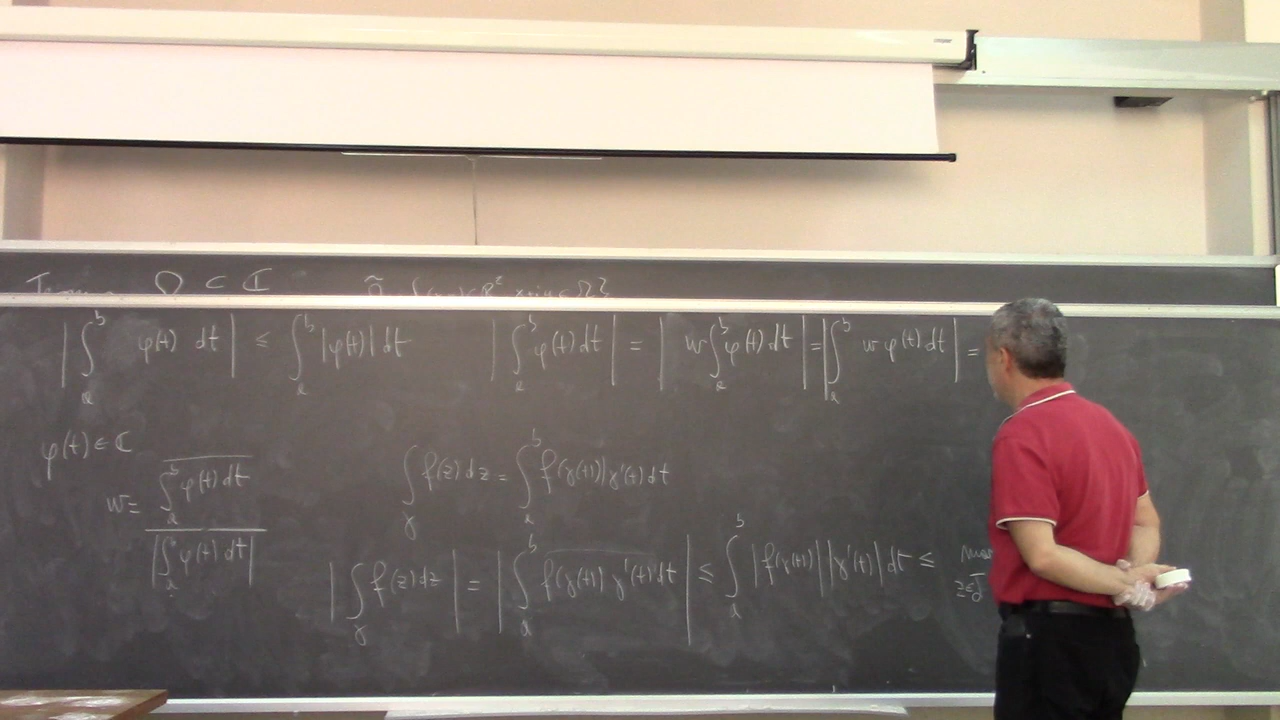 Ω ⊂ ℂ
| ∫_a^b φ(t) dt | ≤ ∫_a^b |φ(t)| dt
| ∫_a^b φ(t) dt | = | w ∫_a^b φ(t) dt | = | ∫_a^b w φ(t) dt | =
φ(t) ∈ ℂ
w = \overline{∫_a^b φ(t) dt} / | ∫_a^b φ(t) dt |
∫_γ f(z) dz = ∫_a^b f(γ(t)) γ'(t) dt
| ∫_γ f(z) dz | = | ∫_a^b f(γ(t)) γ'(t) dt | ≤ ∫_a^b |f(γ(t))| |γ'(t)| dt ≤